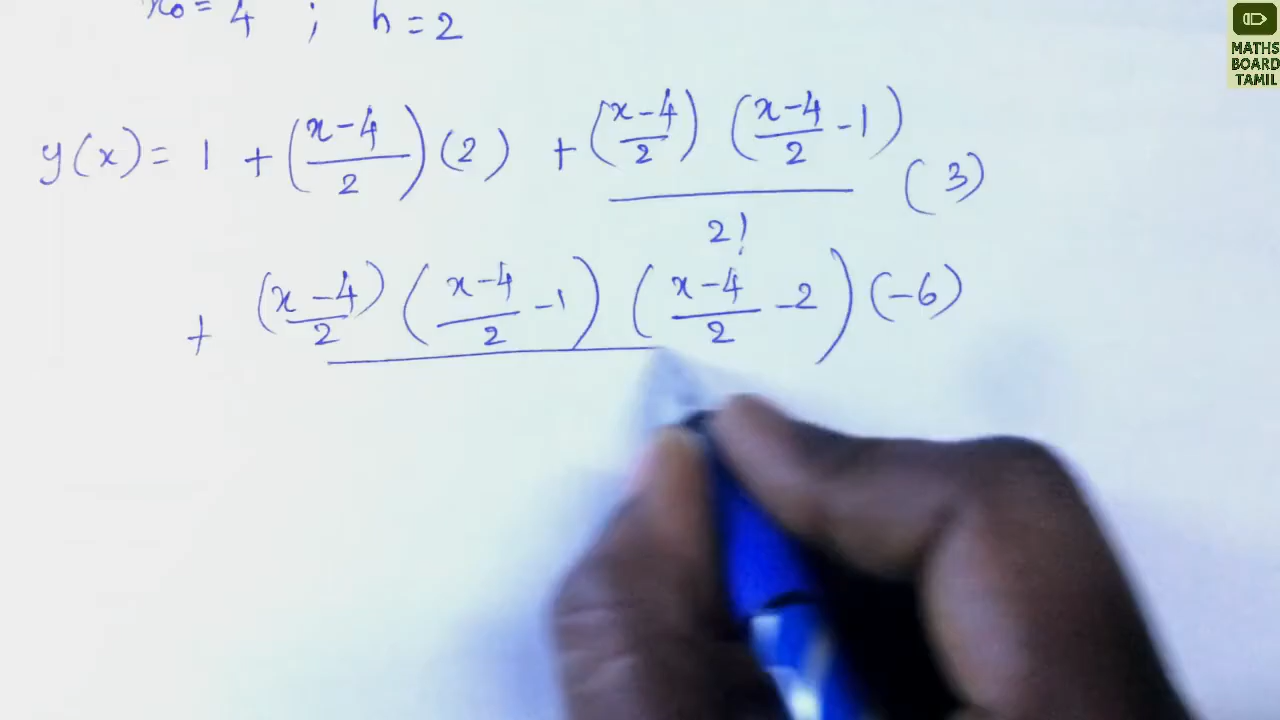 x₀ = 4 ; h = 2
MATHS
BOARD
TAMIL
y(x) = 1 + ((x-4)/2) (2) + ((x-4)/2) ((x-4)/2 - 1) / 2! (3)
+ ((x-4)/2) ((x-4)/2 - 1) ((x-4)/2 - 2) (-6)